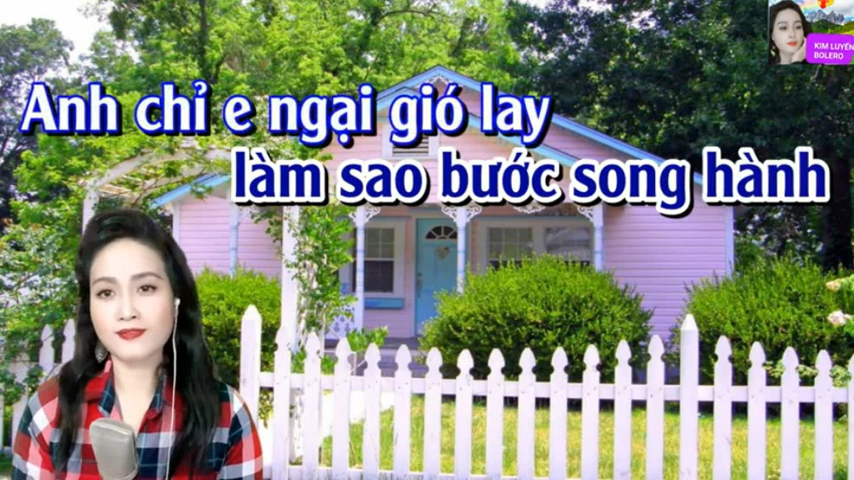 KIM LUYẾN
BOLERO
Anh chỉ e ngại gió lay
làm sao bước song hành